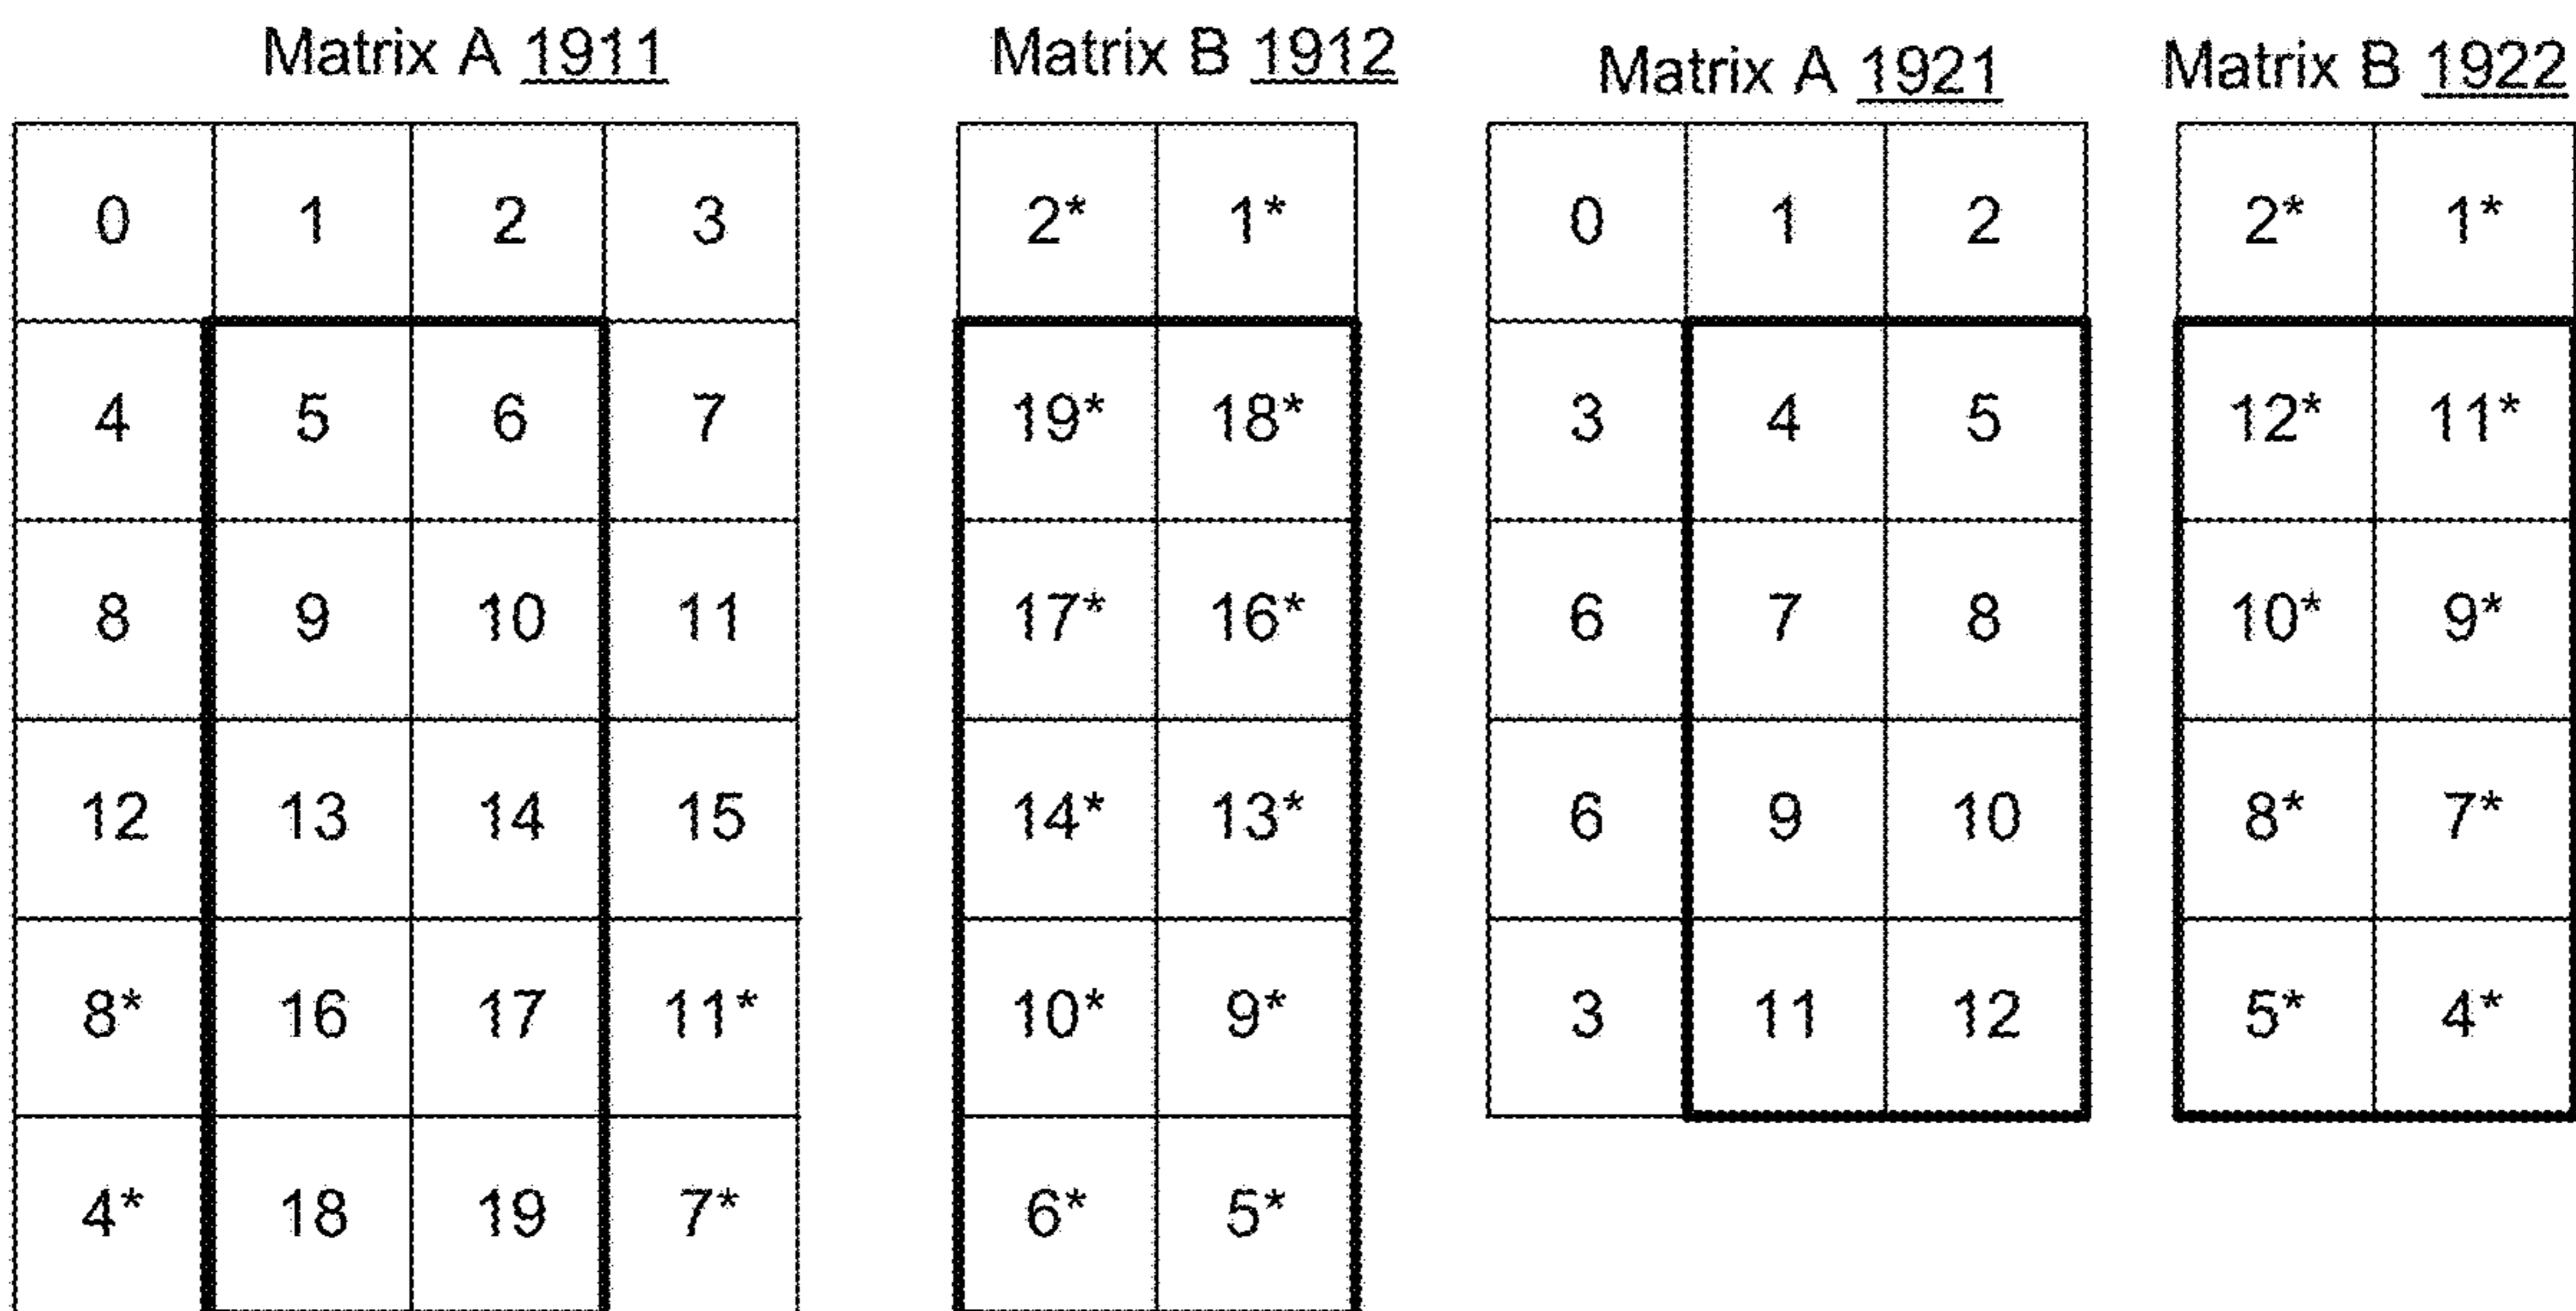 Matrix A 1911 Matrix B 1912 Matrix A 1921 Matrix B 1922
0 1 2 3 2* 1* 0 1 2 2* 1*
4 5 6 7 19* 18* 3 4 5 12* 11*
8 9 10 11 17* 16* 6 7 8 10* 9*
12 13 14 15 14* 13* 6 9 10 8* 7*
8* 16 17 11* 10* 9* 3 11 12 5* 4*
4* 18 19 7* 6* 5*